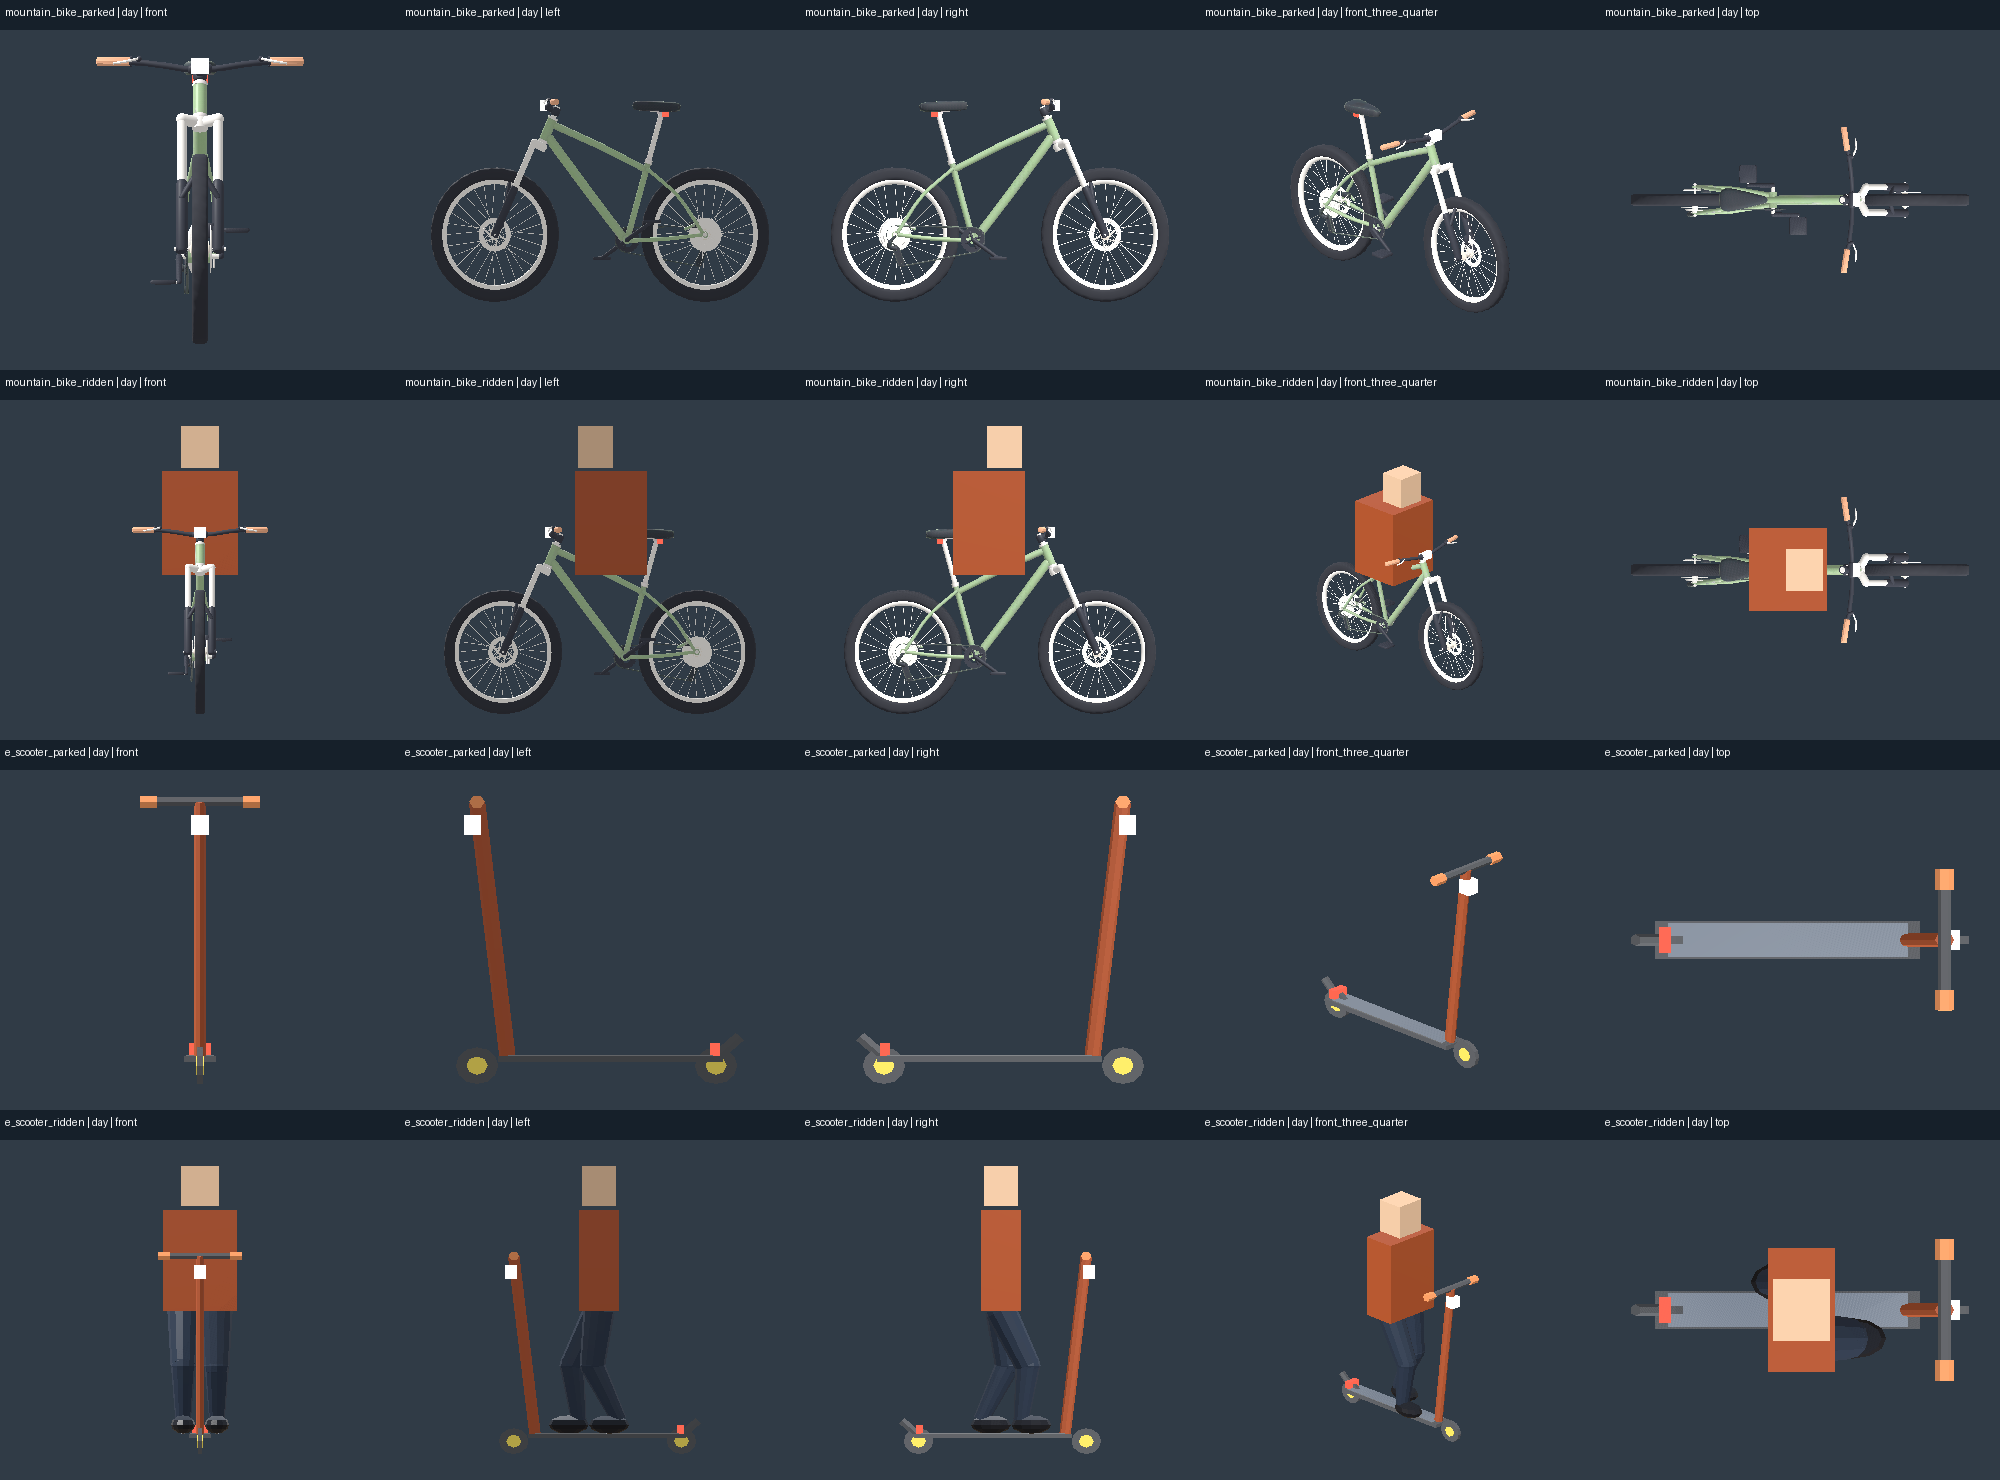 mountain_bike_parked | day | front
mountain_bike_parked | day | left
mountain_bike_parked | day | right
mountain_bike_parked | day | front_three_quarter
mountain_bike_parked | day | top
mountain_bike_ridden | day | front
mountain_bike_ridden | day | left
mountain_bike_ridden | day | right
mountain_bike_ridden | day | front_three_quarter
mountain_bike_ridden | day | top
e_scooter_parked | day | front
e_scooter_parked | day | left
e_scooter_parked | day | right
e_scooter_parked | day | front_three_quarter
e_scooter_parked | day | top
e_scooter_ridden | day | front
e_scooter_ridden | day | left
e_scooter_ridden | day | right
e_scooter_ridden | day | front_three_quarter
e_scooter_ridden | day | top